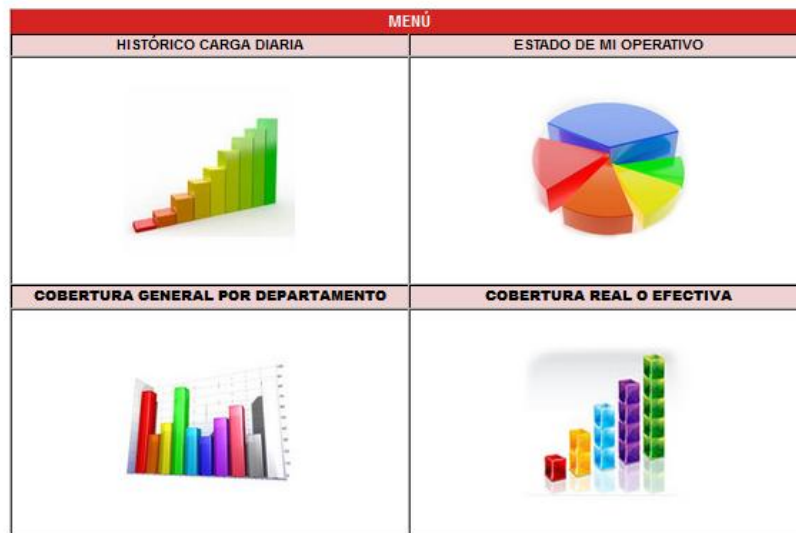 MENÚ
HISTÓRICO CARGA DIARIA
ESTADO DE MI OPERATIVO
COBERTURA GENERAL POR DEPARTAMENTO
COBERTURA REAL O EFECTIVA